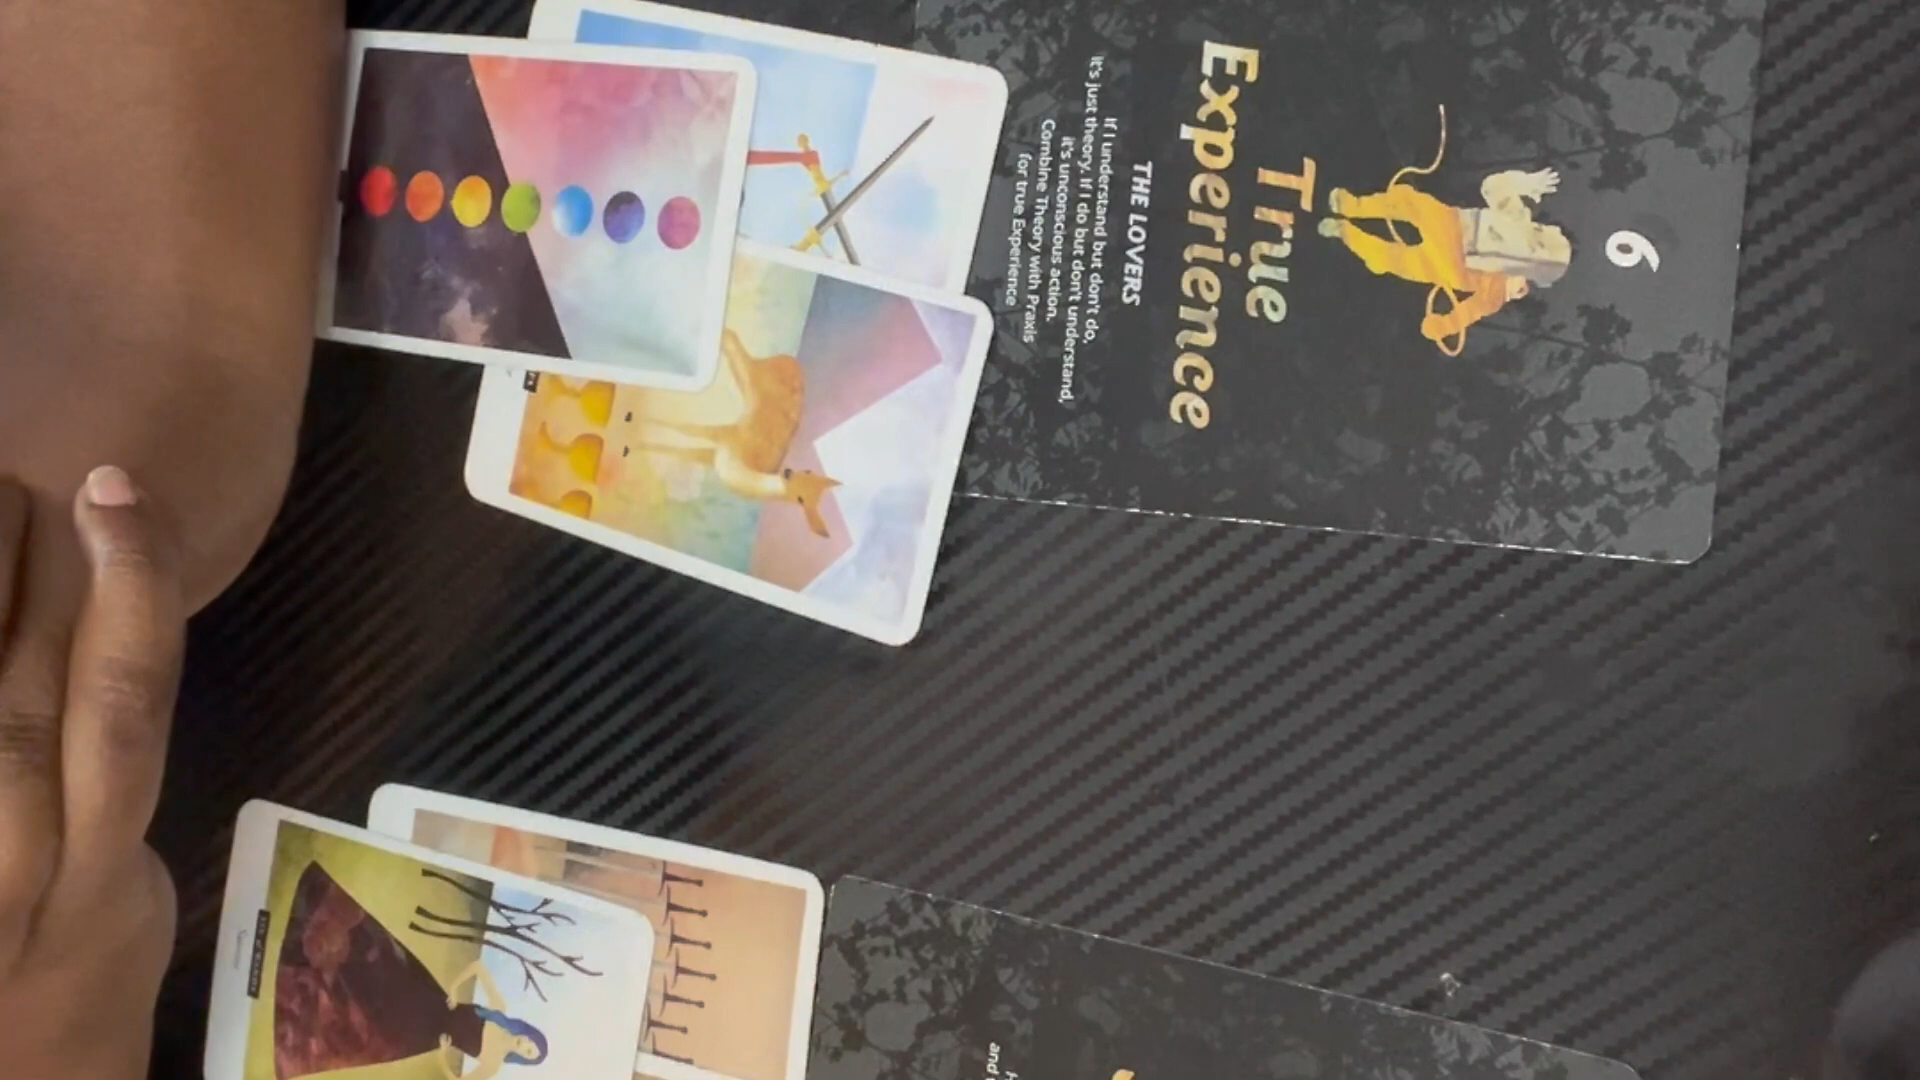 6
True
Experience
THE LOVERS
If I understand but don't do,
it's just theory. If I do but don't understand,
it's unconscious action.
Combine Theory with Praxis
for true Experience
and